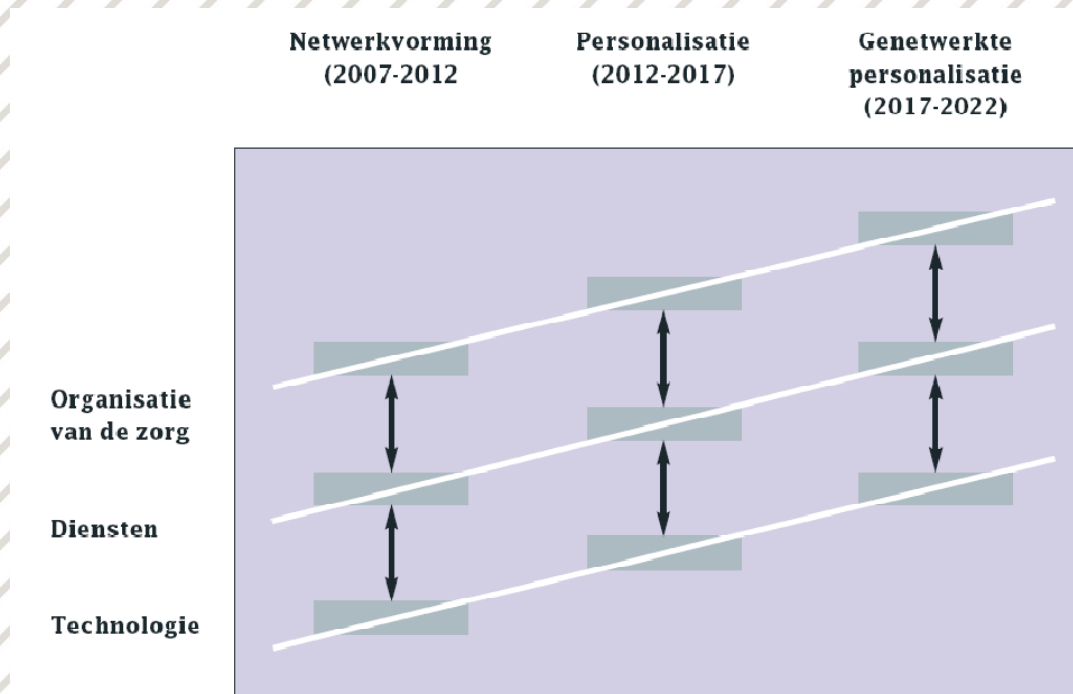 Netwerkvorming
(2007-2012
Personalisatie
(2012-2017)
Genetwerkte
personalisatie
(2017-2022)
Organisatie
van de zorg
Diensten
Technologie